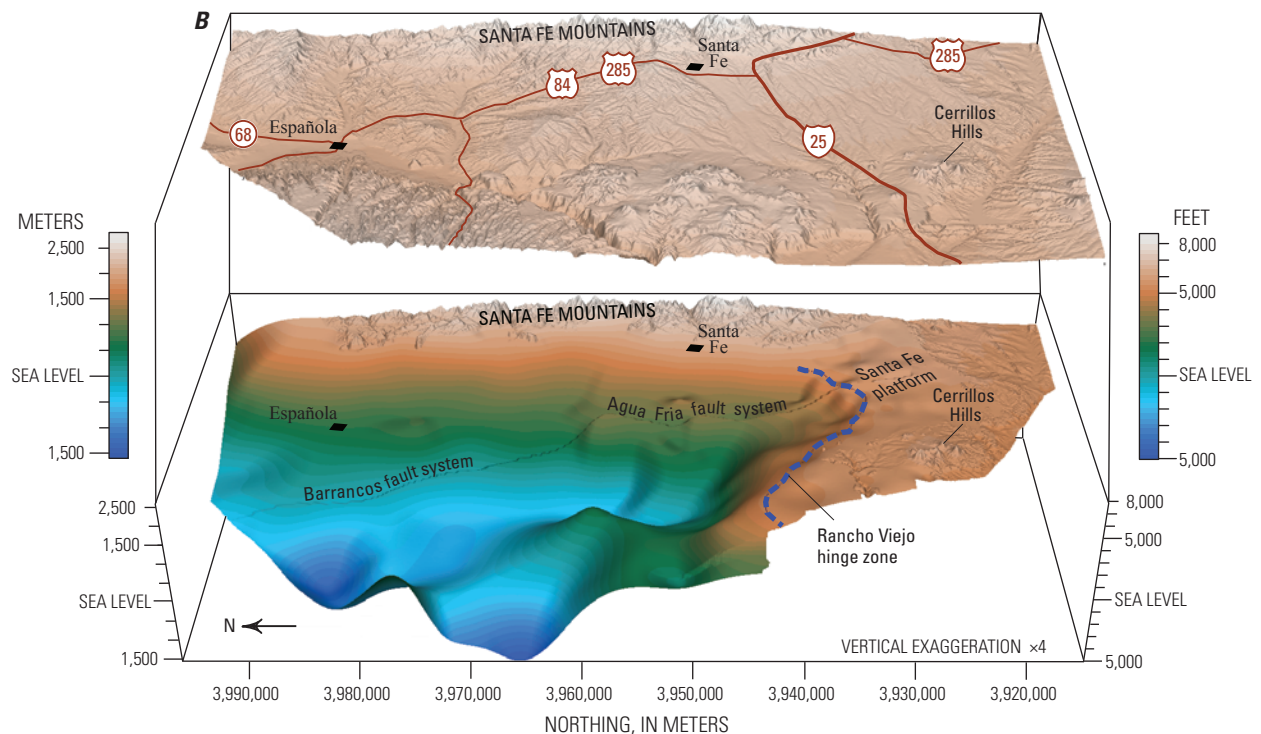 B
SANTA FE MOUNTAINS
Santa
Fe
285
285
84
Cerrillos
Hills
68
Española
25
METERS
2,500
1,500
SEA LEVEL
1,500
FEET
8,000
5,000
SEA LEVEL
5,000
SANTA FE MOUNTAINS
Santa
Fe
Santa Fe
platform
Agua Fria fault system
Cerrillos
Hills
Española
Barrancos fault system
Rancho Viejo
hinge zone
2,500
1,500
SEA LEVEL
1,500
8,000
5,000
SEA LEVEL
5,000
N
VERTICAL EXAGGERATION ×4
3,990,000
3,980,000
3,970,000
3,960,000
3,950,000
3,940,000
3,930,000
3,920,000
NORTHING, IN METERS